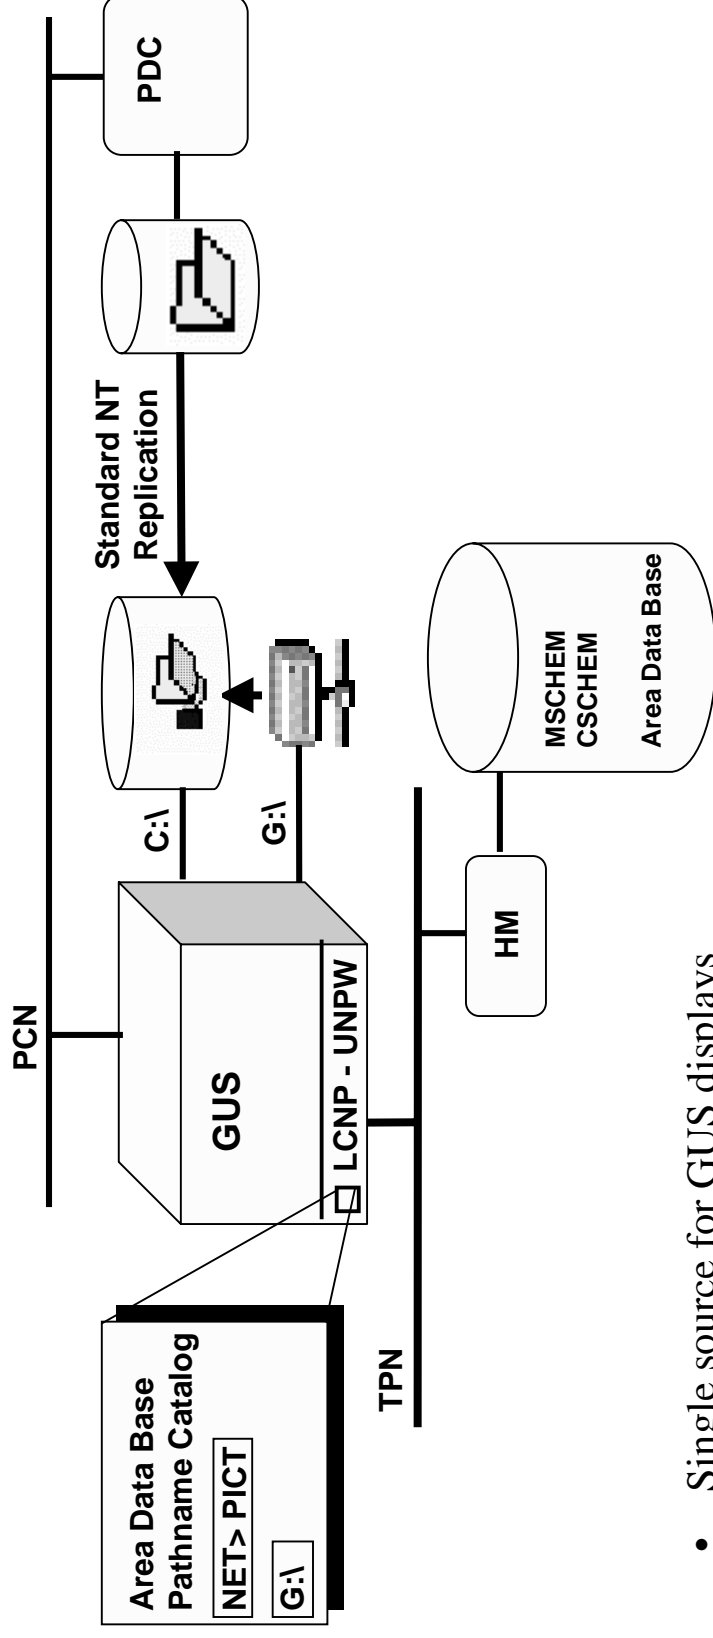 PCN
PDC
Standard NT
Replication
C:\
G:\
GUS
LCNP - UNPW
Area Data Base
Pathname Catalog
NET> PICT
G:\
TPN
HM
MSCHEM
CSCHEM
Area Data Base
• Single source for GUS displays